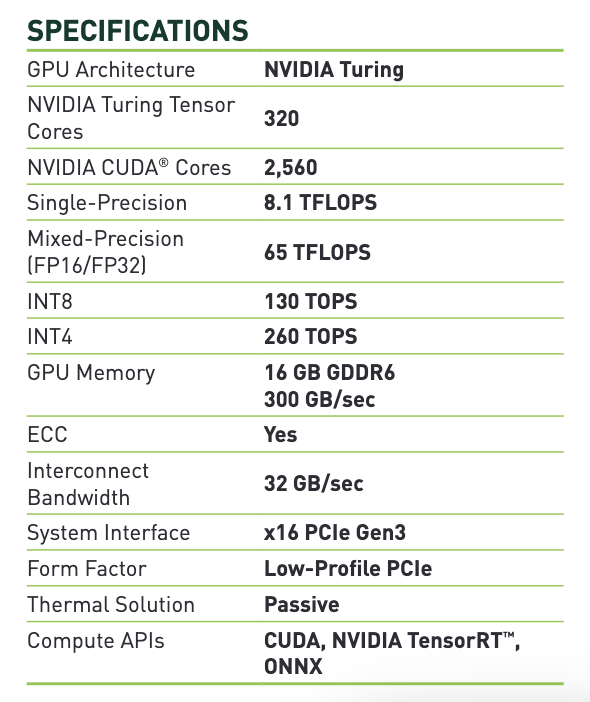 SPECIFICATIONS
GPU Architecture NVIDIA Turing
NVIDIA Turing Tensor
Cores 320
NVIDIA CUDA® Cores 2,560
Single-Precision 8.1 TFLOPS
Mixed-Precision
(FP16/FP32) 65 TFLOPS
INT8 130 TOPS
INT4 260 TOPS
GPU Memory 16 GB GDDR6
300 GB/sec
ECC Yes
Interconnect
Bandwidth 32 GB/sec
System Interface x16 PCIe Gen3
Form Factor Low-Profile PCIe
Thermal Solution Passive
Compute APIs CUDA, NVIDIA TensorRT™,
ONNX